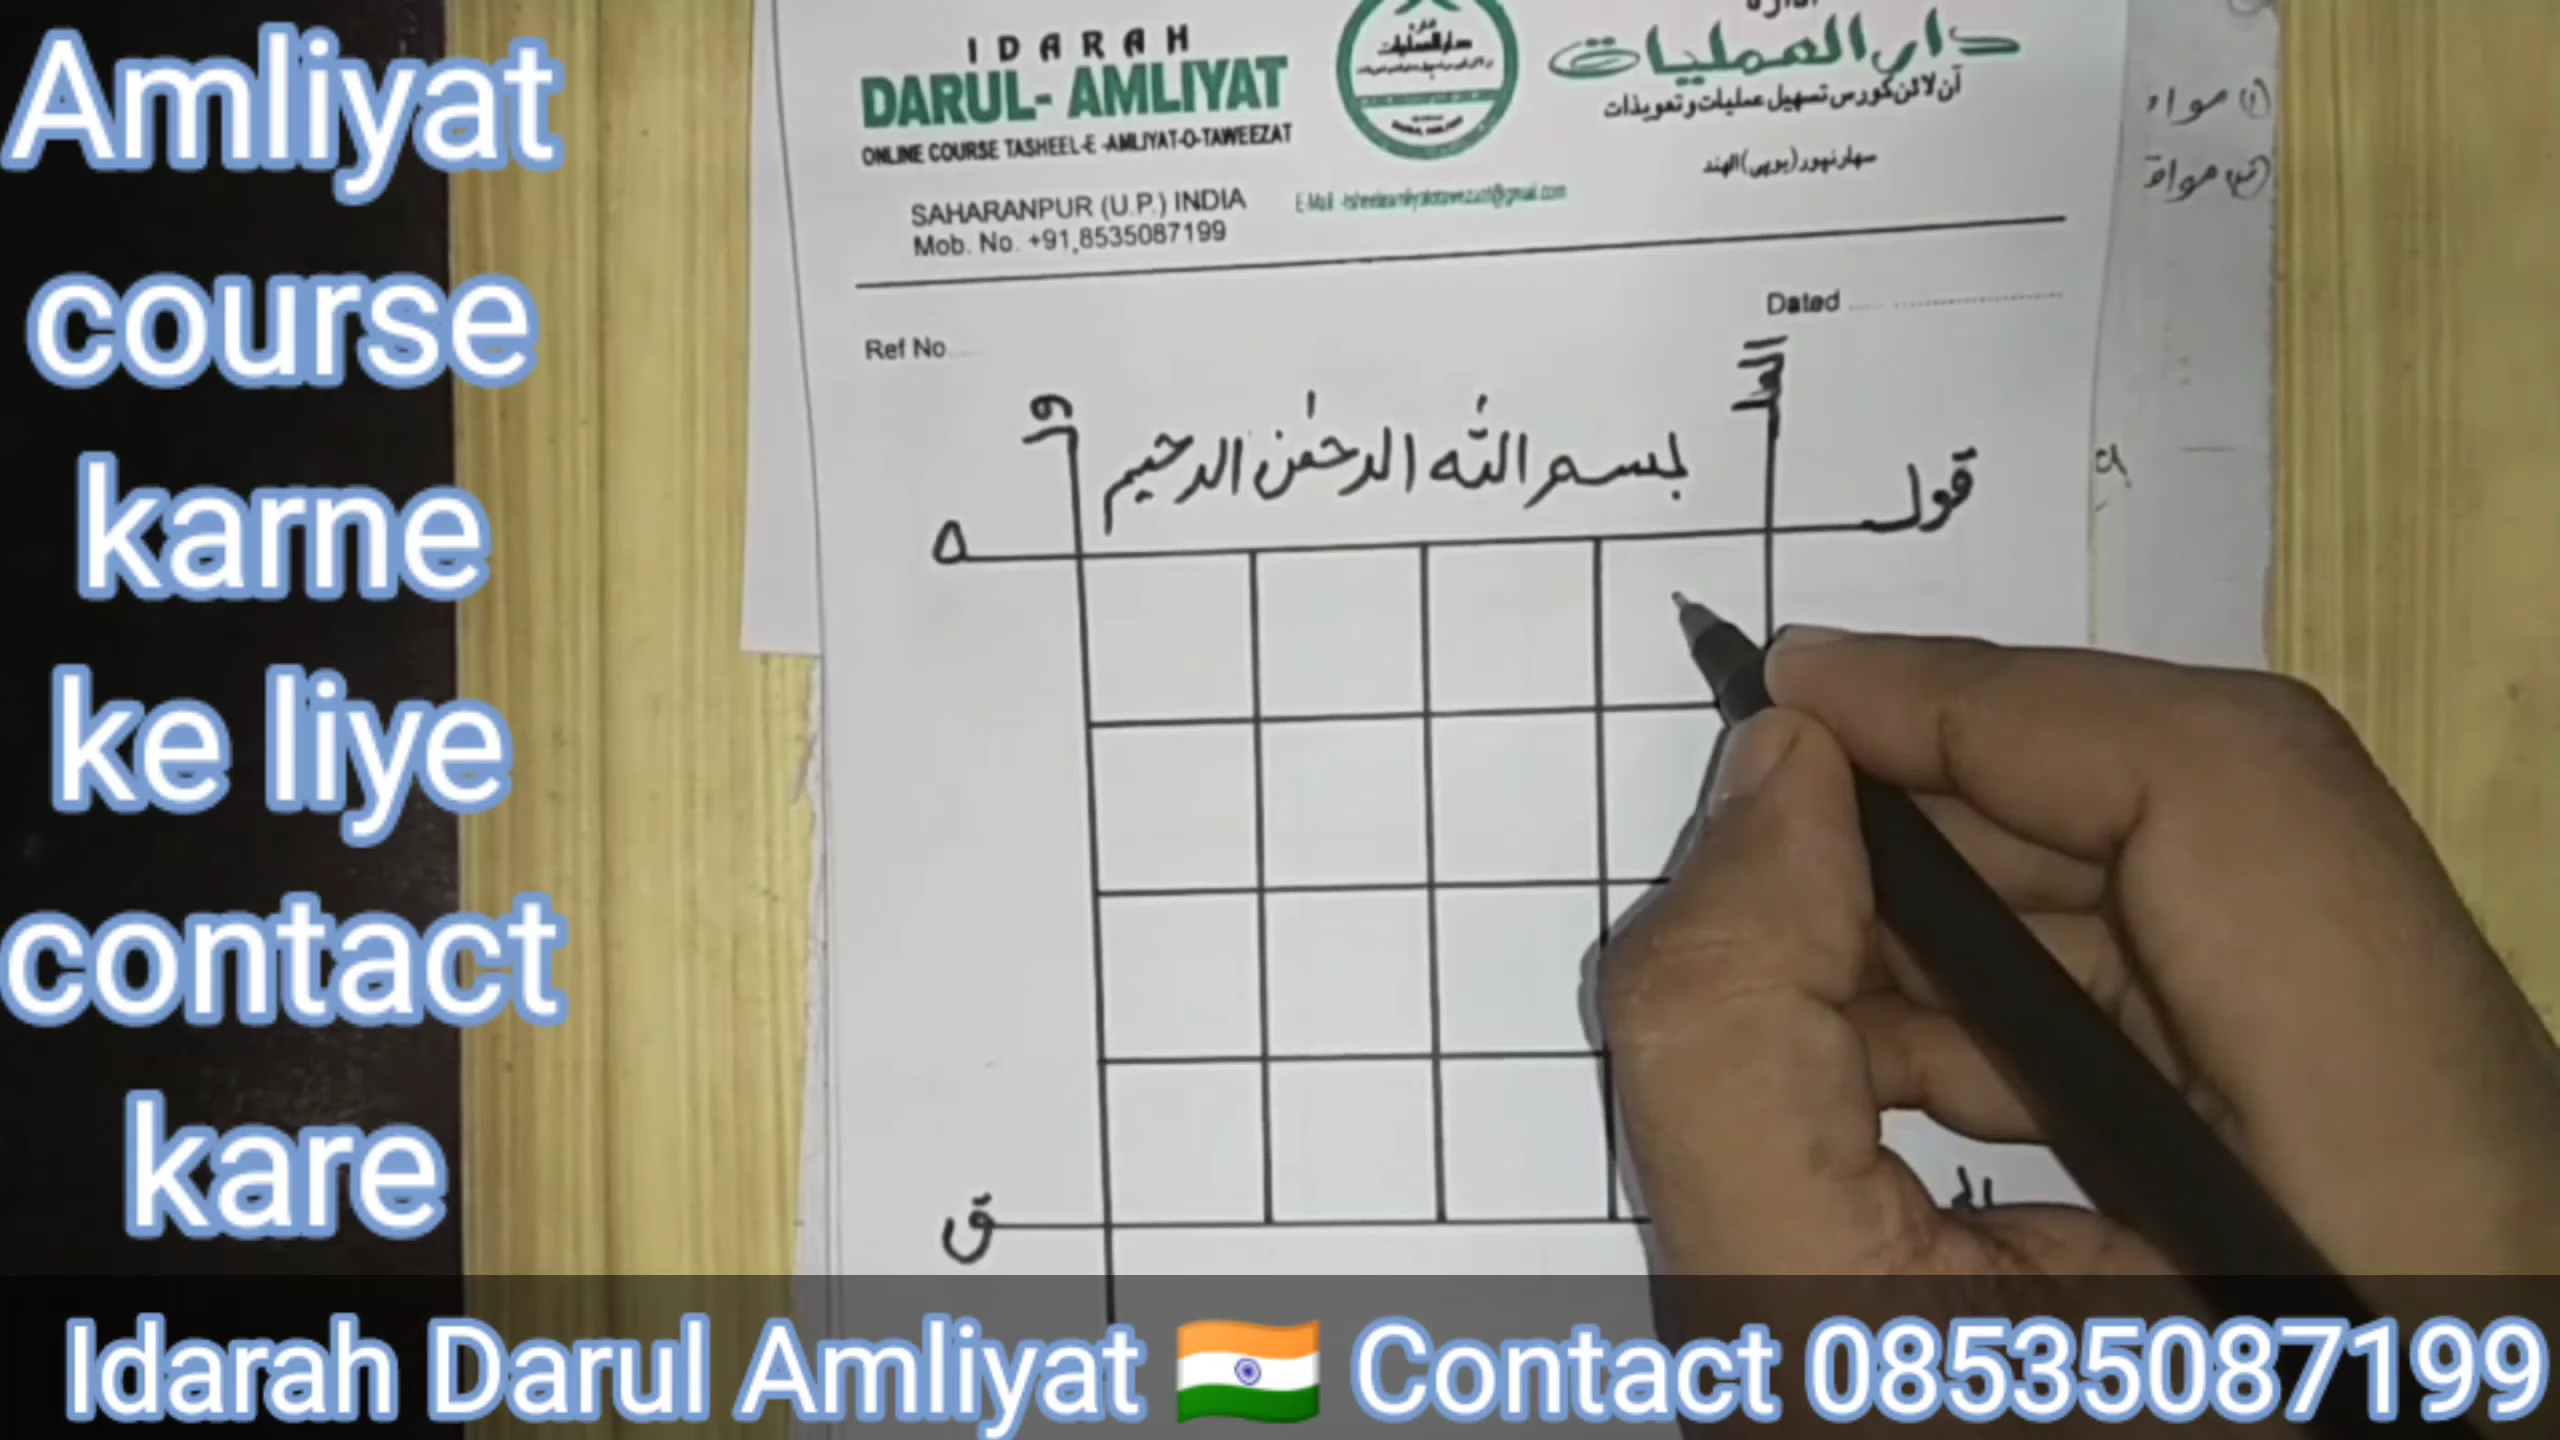 Amliyat
course
karne
ke liye
contact
kare
IDARAH
DARUL- AMLIYAT
ONLINE COURSE TASHEEL-E -AMLIYAT-O-TAWEEZAT
SAHARANPUR (U.P.) INDIA
Mob. No. +91,8535087199
ادارہ
دارالعملیات
آن لائن کورس تسہیل عملیات و تعویذات
سہارنپور (یوپی) الہند
Ref No
Dated
بسم اللہ الرحمٰن الرحیم
قول
ق
Idarah Darul Amliyat 🇮🇳 Contact 08535087199